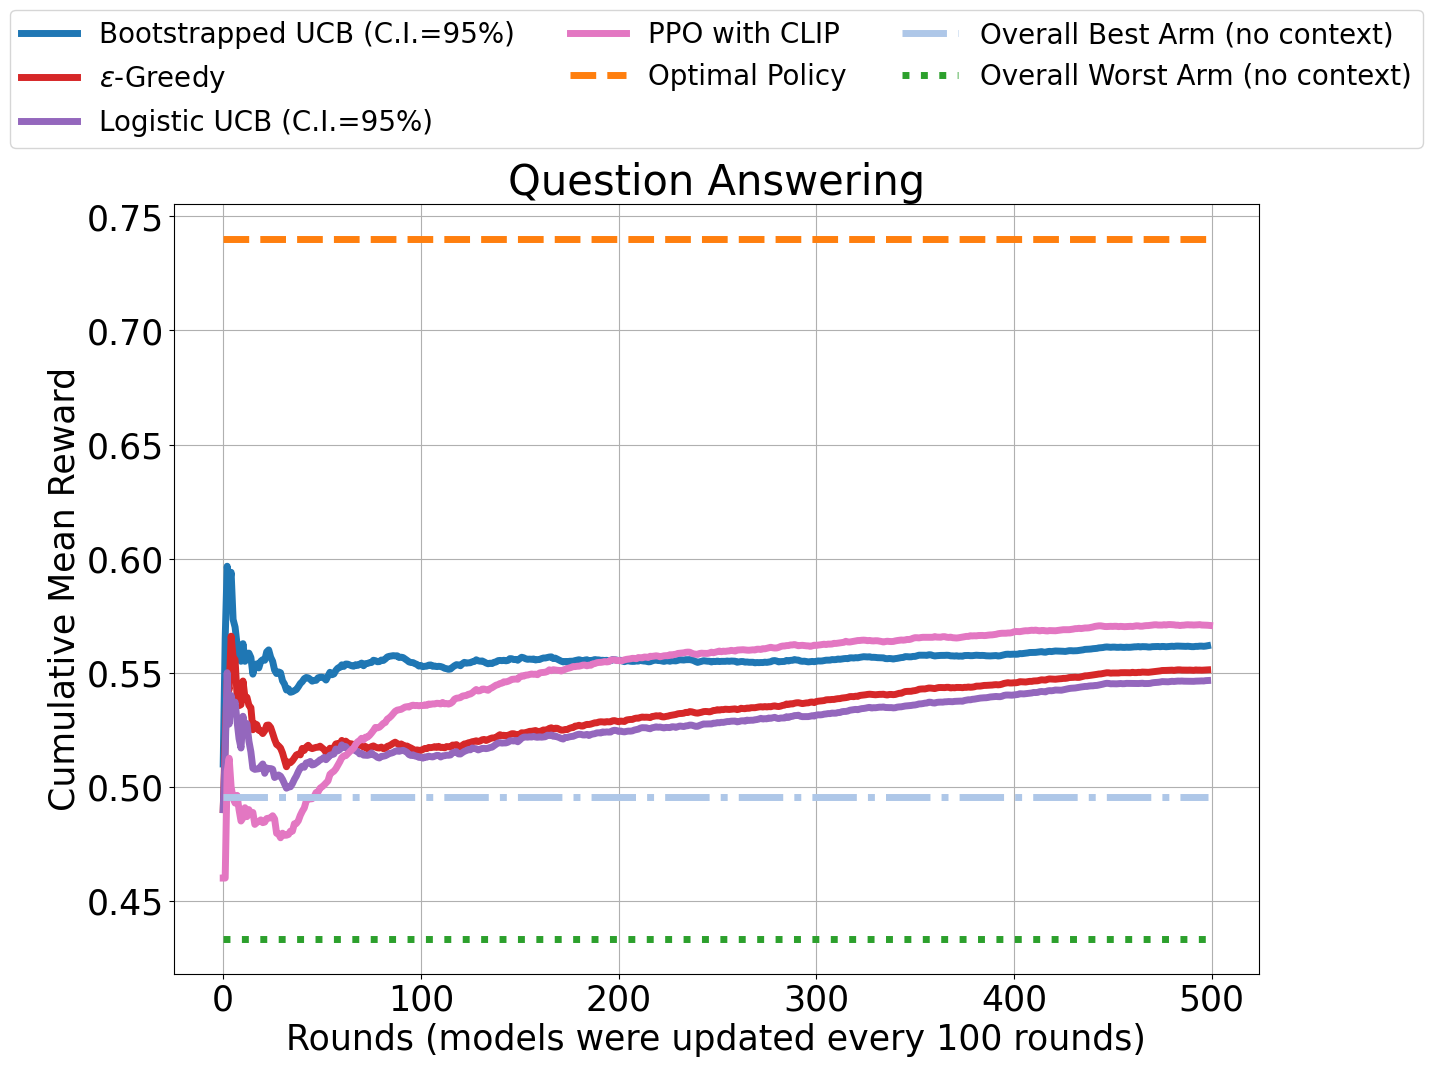 Bootstrapped UCB (C.I.=95%)
ε-Greedy
Logistic UCB (C.I.=95%)
PPO with CLIP
Optimal Policy
Overall Best Arm (no context)
Overall Worst Arm (no context)
Question Answering
Cumulative Mean Reward
0.75
0.70
0.65
0.60
0.55
0.50
0.45
0 100 200 300 400 500
Rounds (models were updated every 100 rounds)